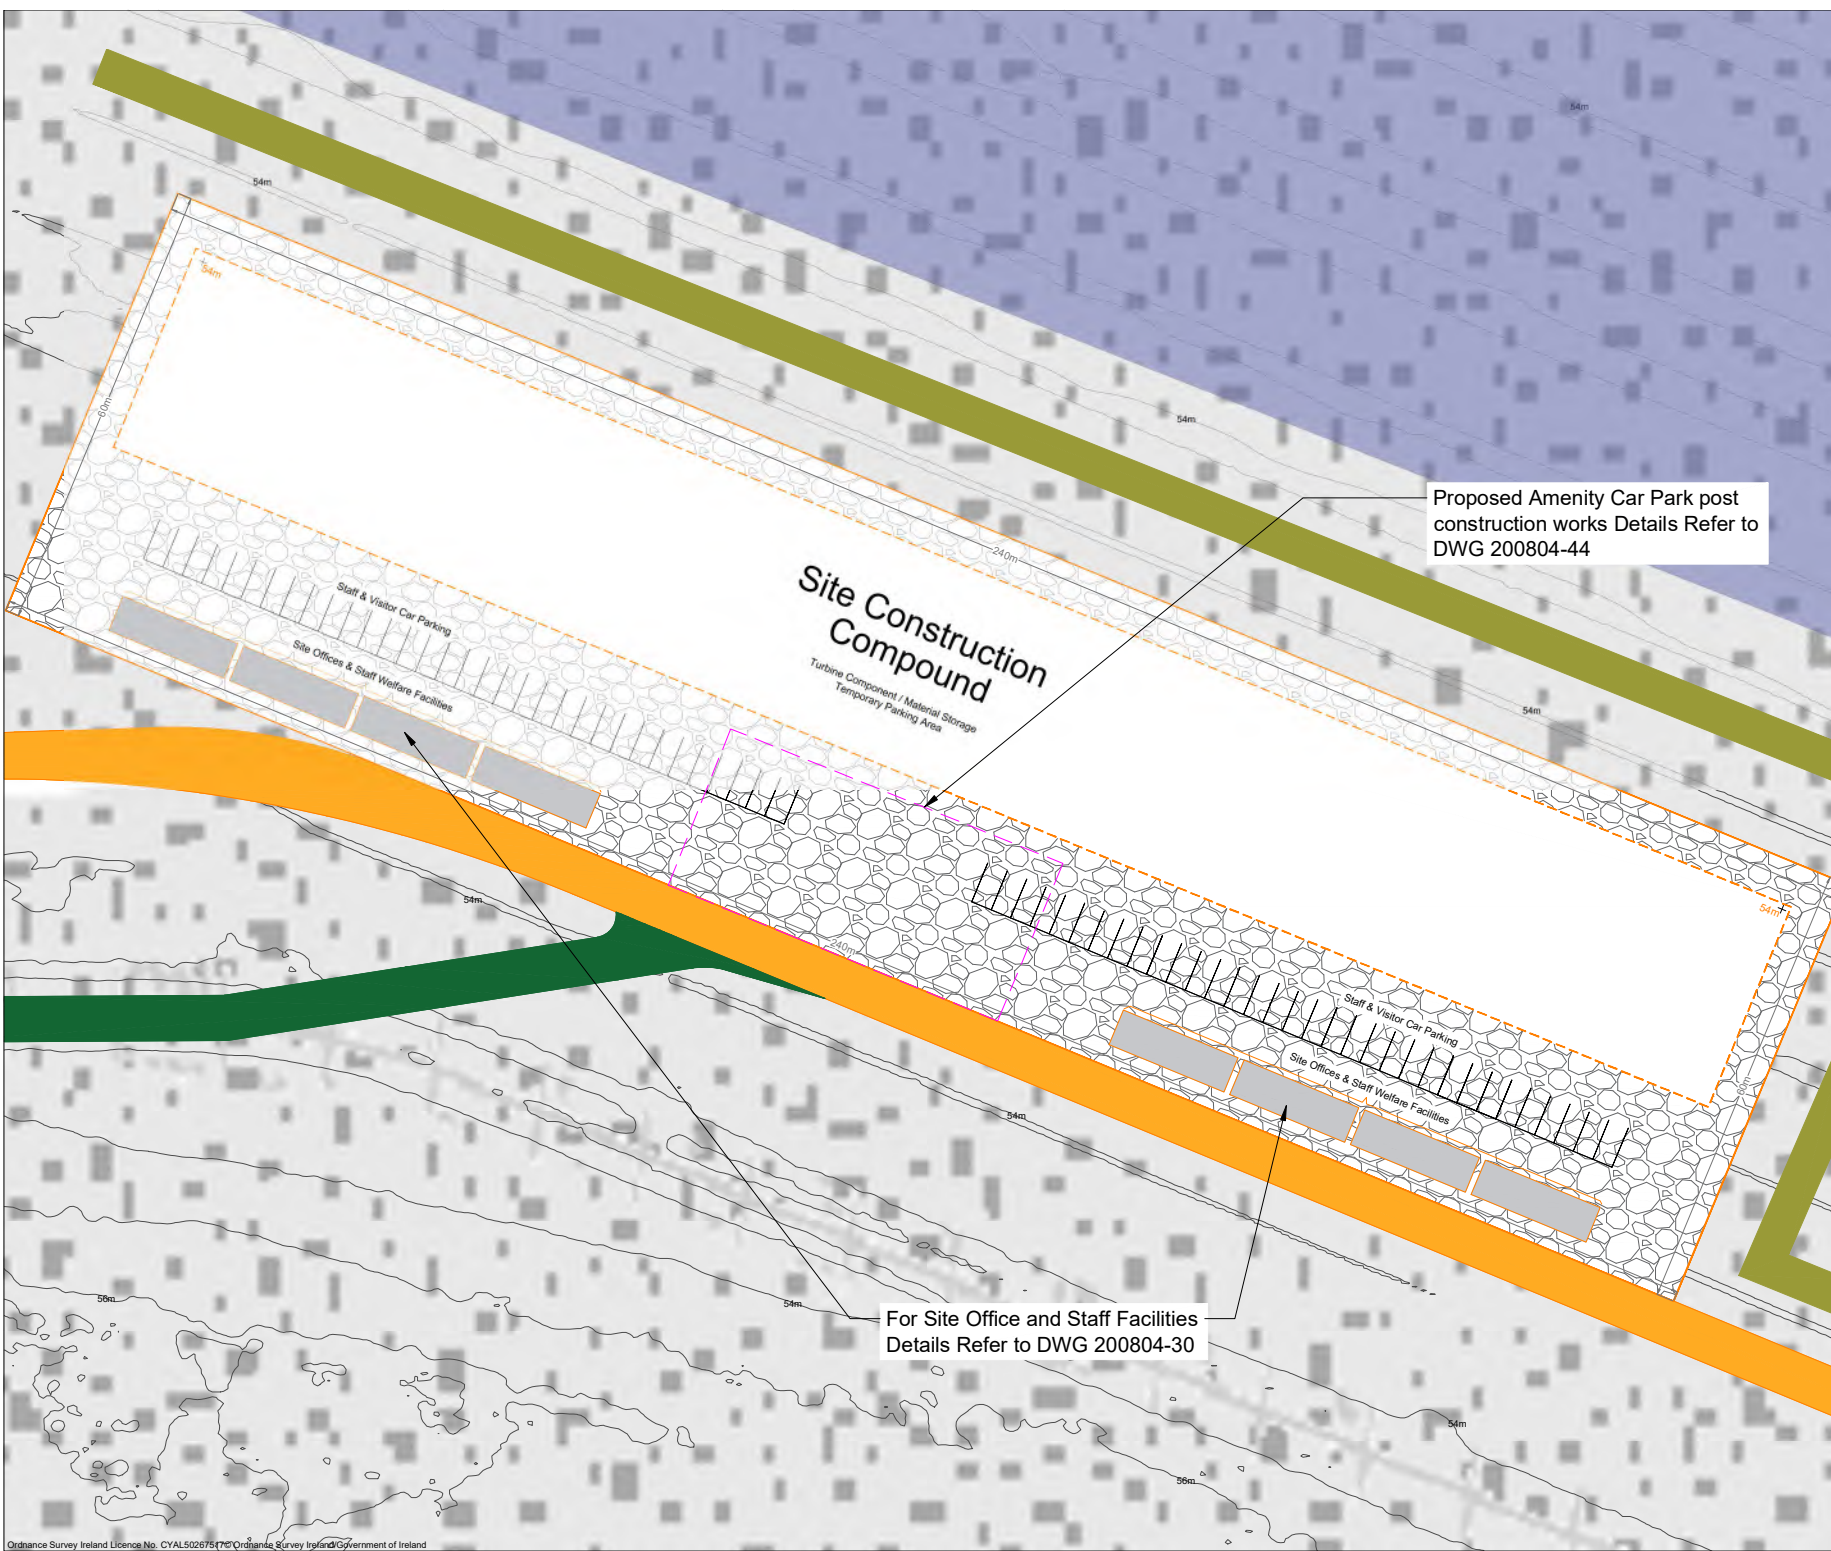 54m
54m
54m
60m
54m
240m
Proposed Amenity Car Park post
construction works Details Refer to
DWG 200804-44
Site Construction
Compound
Turbine Component / Material Storage
Temporary Parking Area
Staff & Visitor Car Parking
Site Offices & Staff Welfare Facilities
54m
54m
54m
240m
Staff & Visitor Car Parking
Site Offices & Staff Welfare Facilities
60m
54m
56m
54m
For Site Office and Staff Facilities
Details Refer to DWG 200804-30
54m
56m
Ordnance Survey Ireland Licence No. CYAL50267517© Ordnance Survey Ireland/Government of Ireland